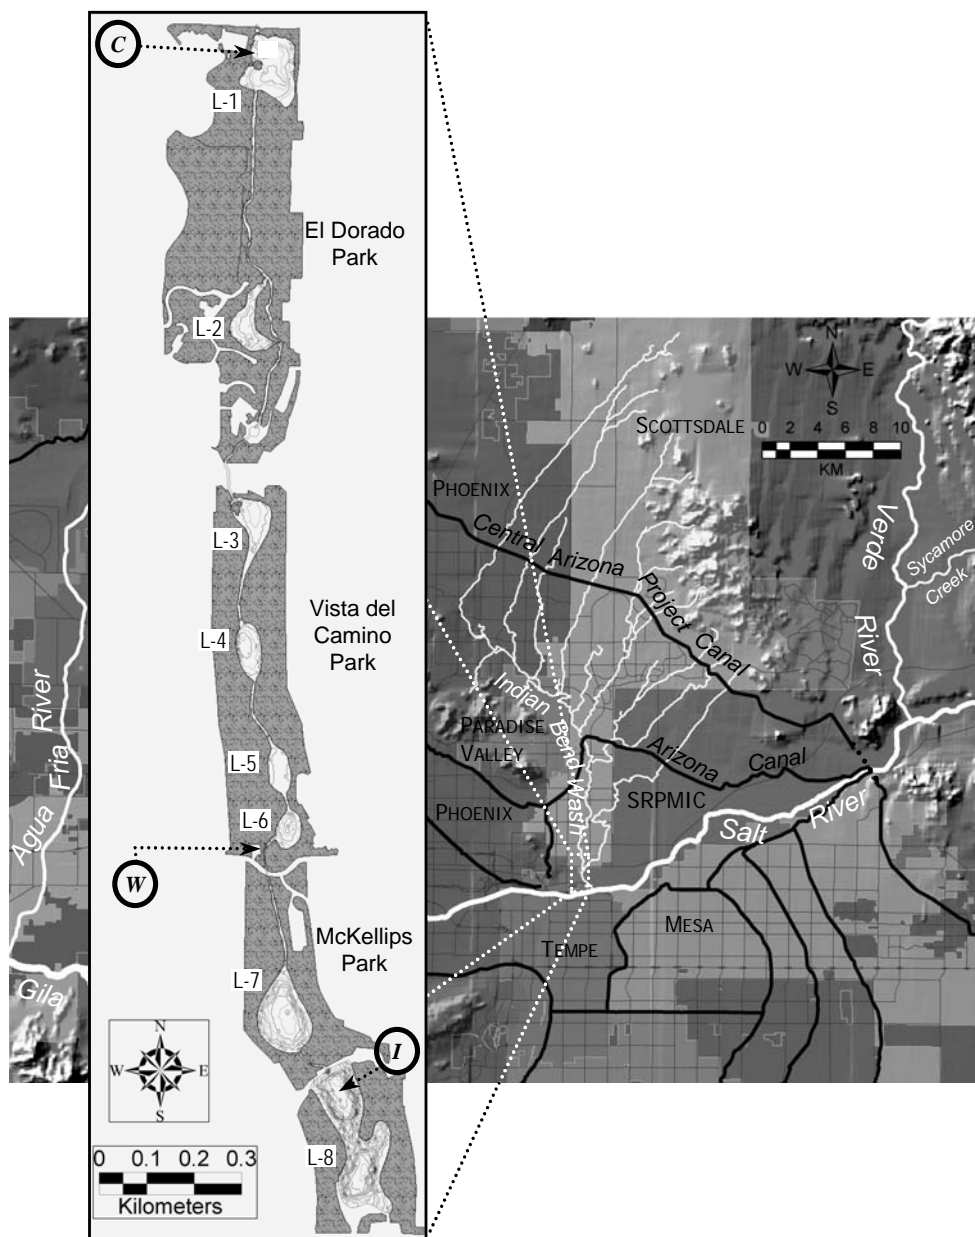 C
L-1
El Dorado
Park
L-2
L-3
Vista del
Camino
Park
L-4
L-5
L-6
W
McKellips
Park
L-7
I
L-8
N
W
E
S
0 0.1 0.2 0.3
Kilometers
N
W
E
S
0 2 4 6 8 10
KM
SCOTTSDALE
PHOENIX
Central Arizona Project Canal
Verde River
Sycamore
Creek
Indian Bend Wash
PARADISE
VALLEY
Arizona Canal
SRPMIC
PHOENIX
Salt River
MESA
TEMPE
Agua Fria River
Gila